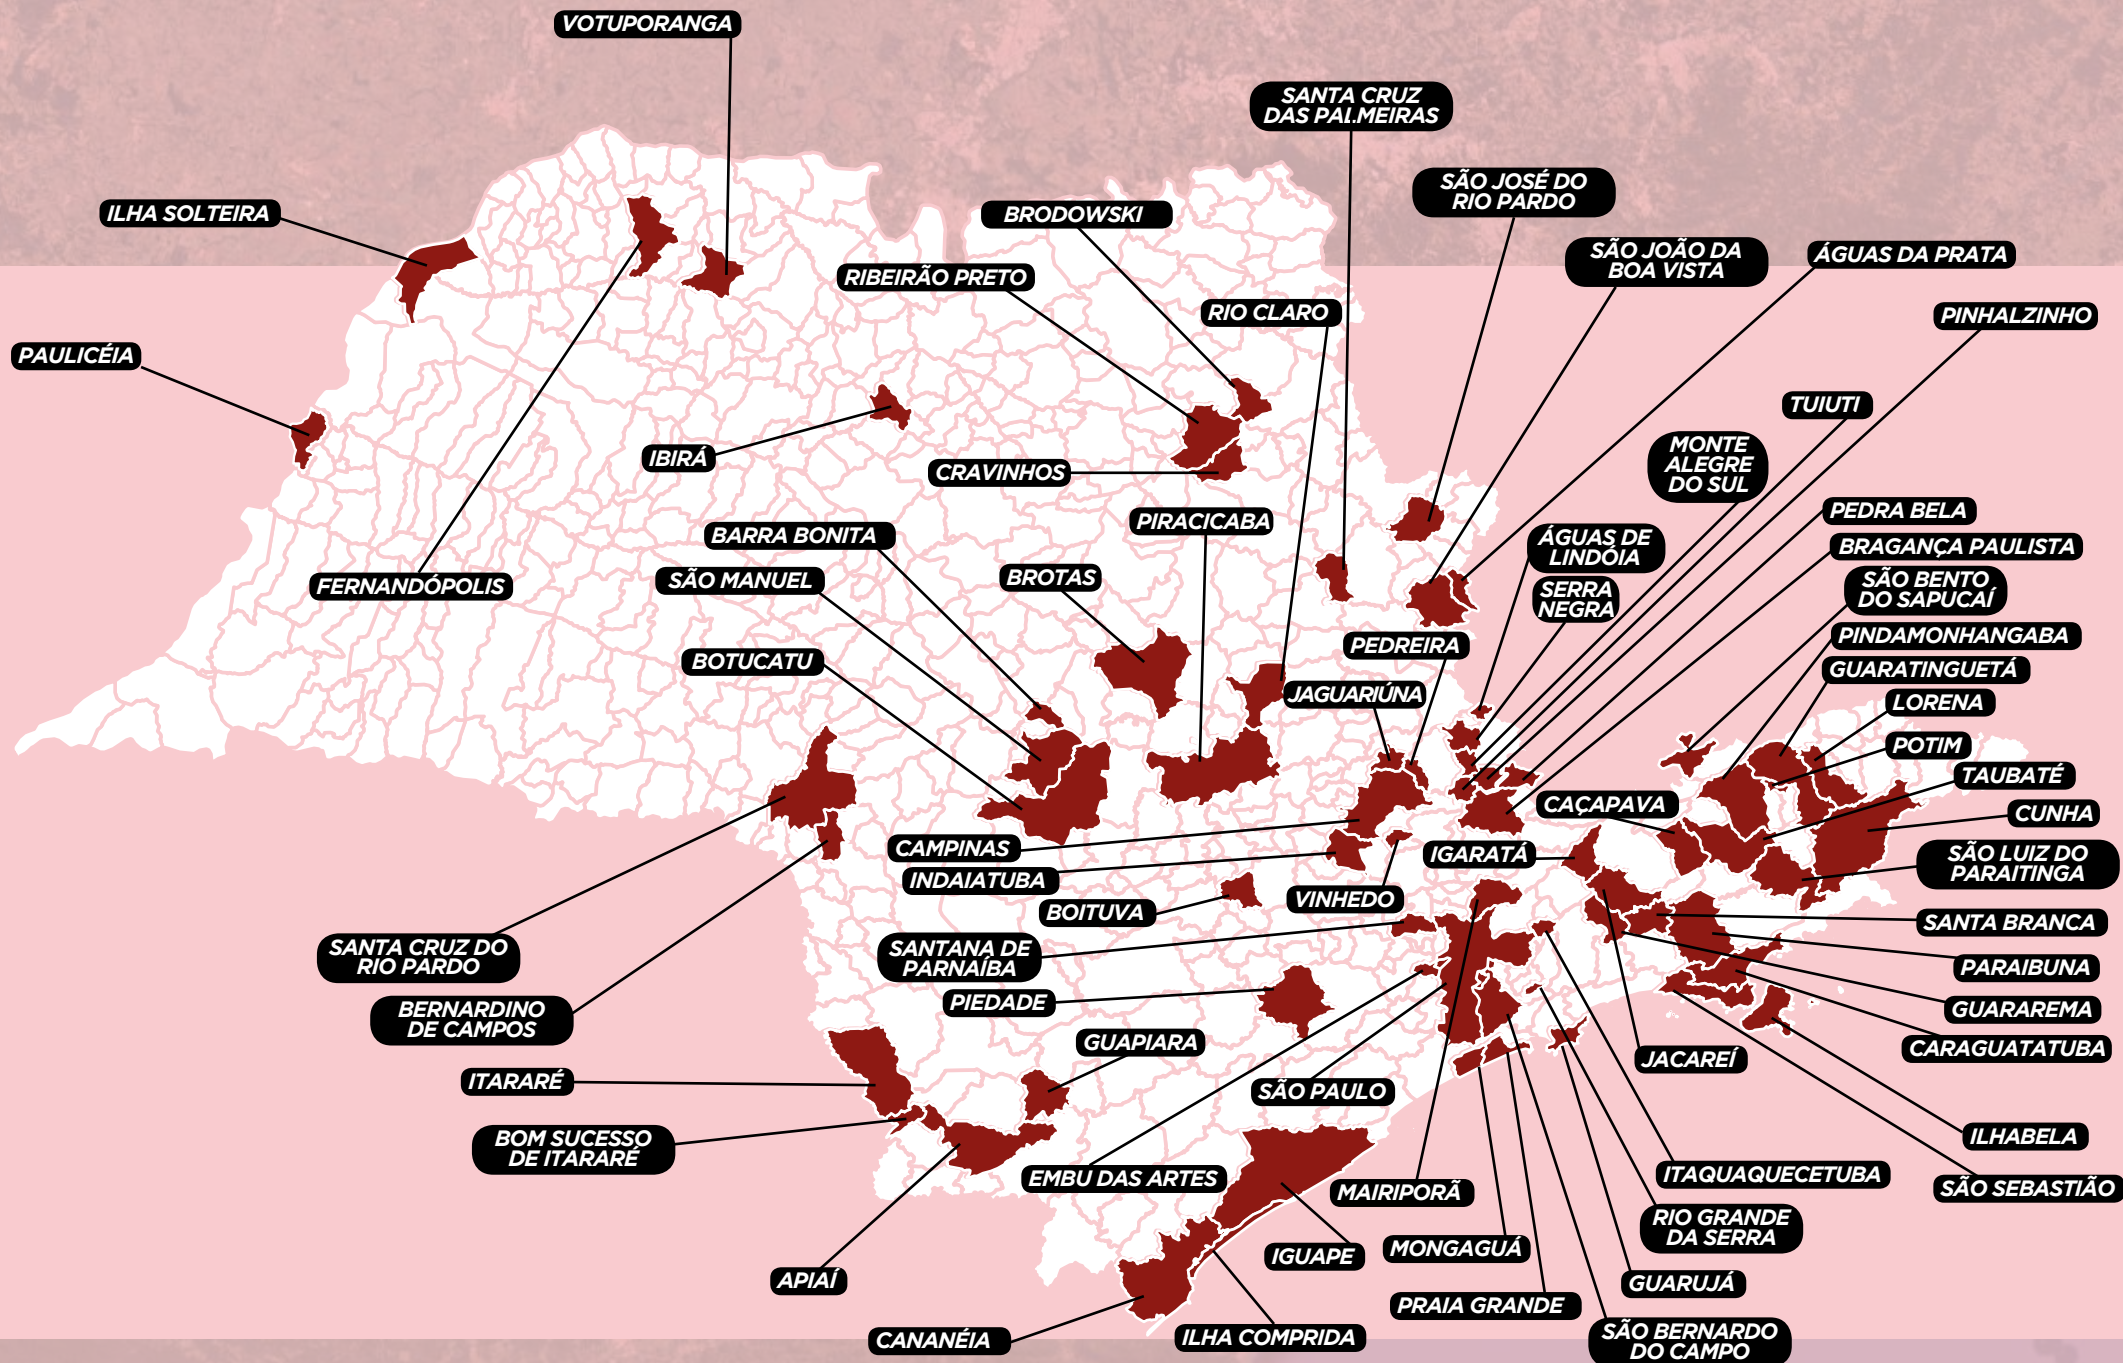 VOTUPORANGA
SANTA CRUZ
DAS PALMEIRAS
SÃO JOSÉ DO
RIO PARDO
ILHA SOLTEIRA
BRODOWSKI
SÃO JOÃO DA
BOA VISTA
ÁGUAS DA PRATA
RIBEIRÃO PRETO
RIO CLARO
PINHALZINHO
PAULICÉIA
TUIUTI
MONTE
ALEGRE
DO SUL
IBIRÁ
CRAVINHOS
PEDRA BELA
PIRACICABA
BARRA BONITA
ÁGUAS DE
LINDÓIA
BRAGANÇA PAULISTA
FERNANDÓPOLIS
SÃO MANUEL
BROTAS
SERRA
NEGRA
SÃO BENTO
DO SAPUCAÍ
PINDAMONHANGABA
PEDREIRA
BOTUCATU
GUARATINGUETÁ
JAGUARIÚNA
LORENA
POTIM
TAUBATÉ
CAÇAPAVA
CUNHA
CAMPINAS
IGARATÁ
SÃO LUIZ DO
PARAITINGA
INDAIATUBA
VINHEDO
BOITUVA
SANTA BRANCA
SANTA CRUZ DO
RIO PARDO
SANTANA DE
PARNAÍBA
PARAIBUNA
PIEDADE
BERNARDINO
DE CAMPOS
GUARAREMA
GUAPIARA
CARAGUATATUBA
JACAREÍ
ITARARÉ
SÃO PAULO
BOM SUCESSO
DE ITARARÉ
ILHABELA
EMBU DAS ARTES
ITAQUAQUECETUBA
MAIRIPORÃ
SÃO SEBASTIÃO
RIO GRANDE
DA SERRA
IGUAPE
MONGAGUÁ
APIAÍ
GUARUJÁ
PRAIA GRANDE
CANANÉIA
ILHA COMPRIDA
SÃO BERNARDO
DO CAMPO